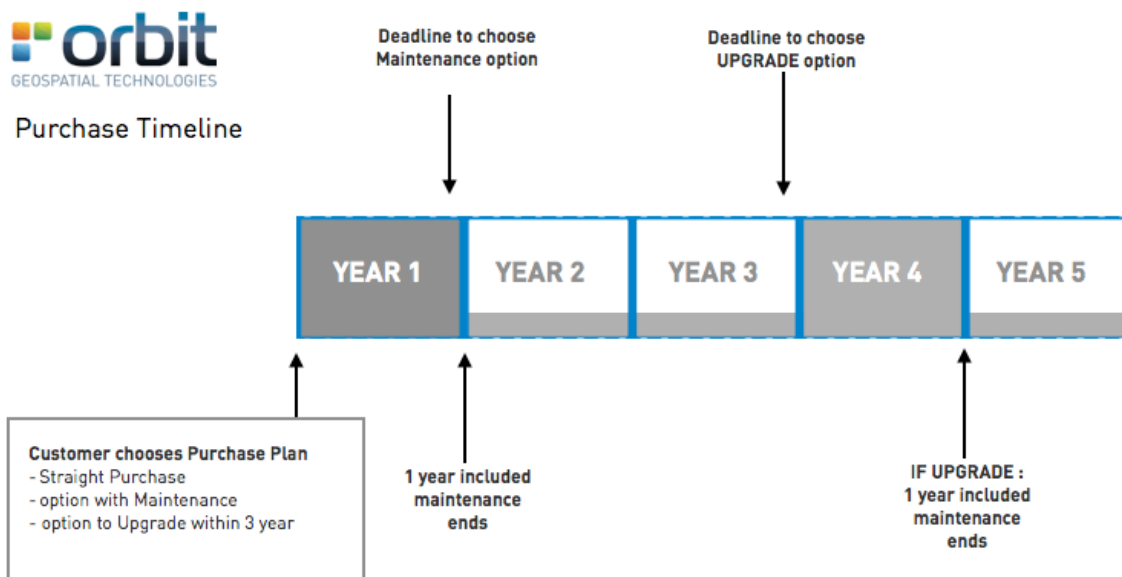 orbit
GEOSPATIAL TECHNOLOGIES
Purchase Timeline
Deadline to choose
Maintenance option
Deadline to choose
UPGRADE option
YEAR 1
YEAR 2
YEAR 3
YEAR 4
YEAR 5
Customer chooses Purchase Plan
- Straight Purchase
- option with Maintenance
- option to Upgrade within 3 year
1 year included
maintenance
ends
IF UPGRADE :
1 year included
maintenance
ends